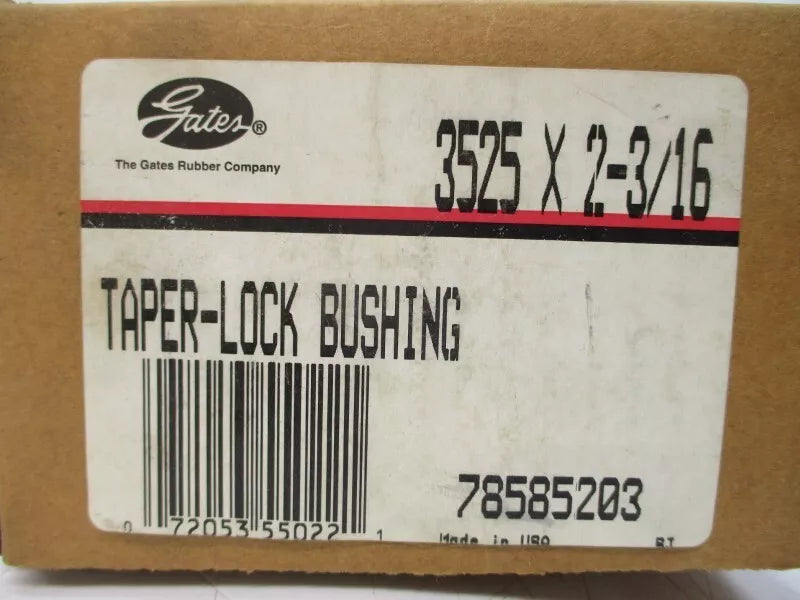 Gates®
The Gates Rubber Company
3525 X 2-3/16
TAPER-LOCK BUSHING
0 72053 55022 1
78585203
Made in USA